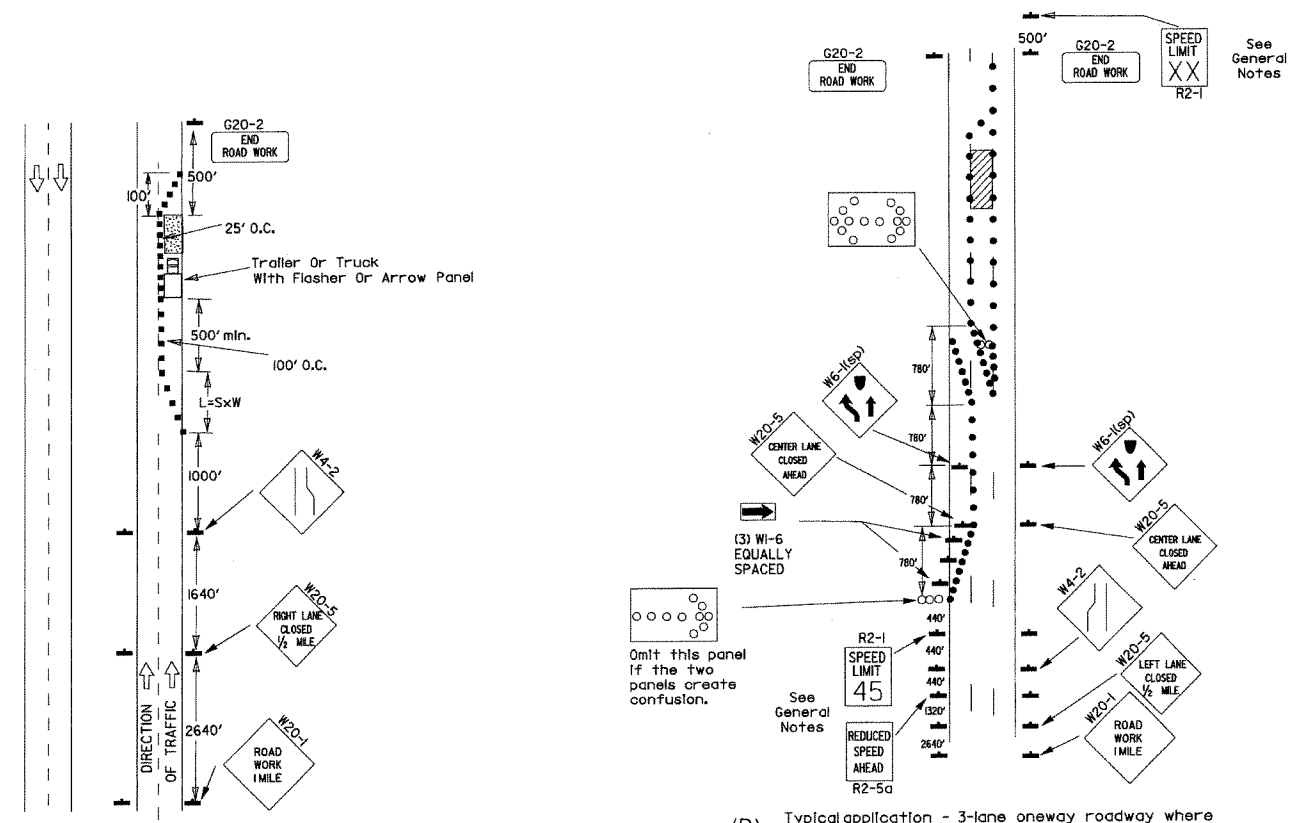 G20-2
END
ROAD WORK
500'
100'
25' O.C.
Trailer Or Truck
With Flasher Or Arrow Panel
500' min.
100' O.C.
L=SxW
1000'
W4-2
1640'
W20-5
RIGHT LANE
CLOSED
1/2 MILE
DIRECTION
OF TRAFFIC
2640'
W20-1
ROAD
WORK
1 MILE
G20-2
END
ROAD WORK
500'
G20-2
END
ROAD WORK
SPEED
LIMIT
XX
R2-1
See
General
Notes
780'
W6-1(sp)
780'
W20-5
CENTER LANE
CLOSED
AHEAD
780'
(3) W1-6
EQUALLY
SPACED
780'
W6-1(sp)
W20-5
CENTER LANE
CLOSED
AHEAD
Omit this panel
if the two
panels create
confusion.
440'
R2-1
SPEED
LIMIT
45
440'
440'
See
General
Notes
1320'
REDUCED
SPEED
AHEAD
R2-5a
2640'
W4-2
W20-5
LEFT LANE
CLOSED
1/2 MILE
W20-1
ROAD
WORK
1 MILE
Typical application - 3-lane oneway roadway where